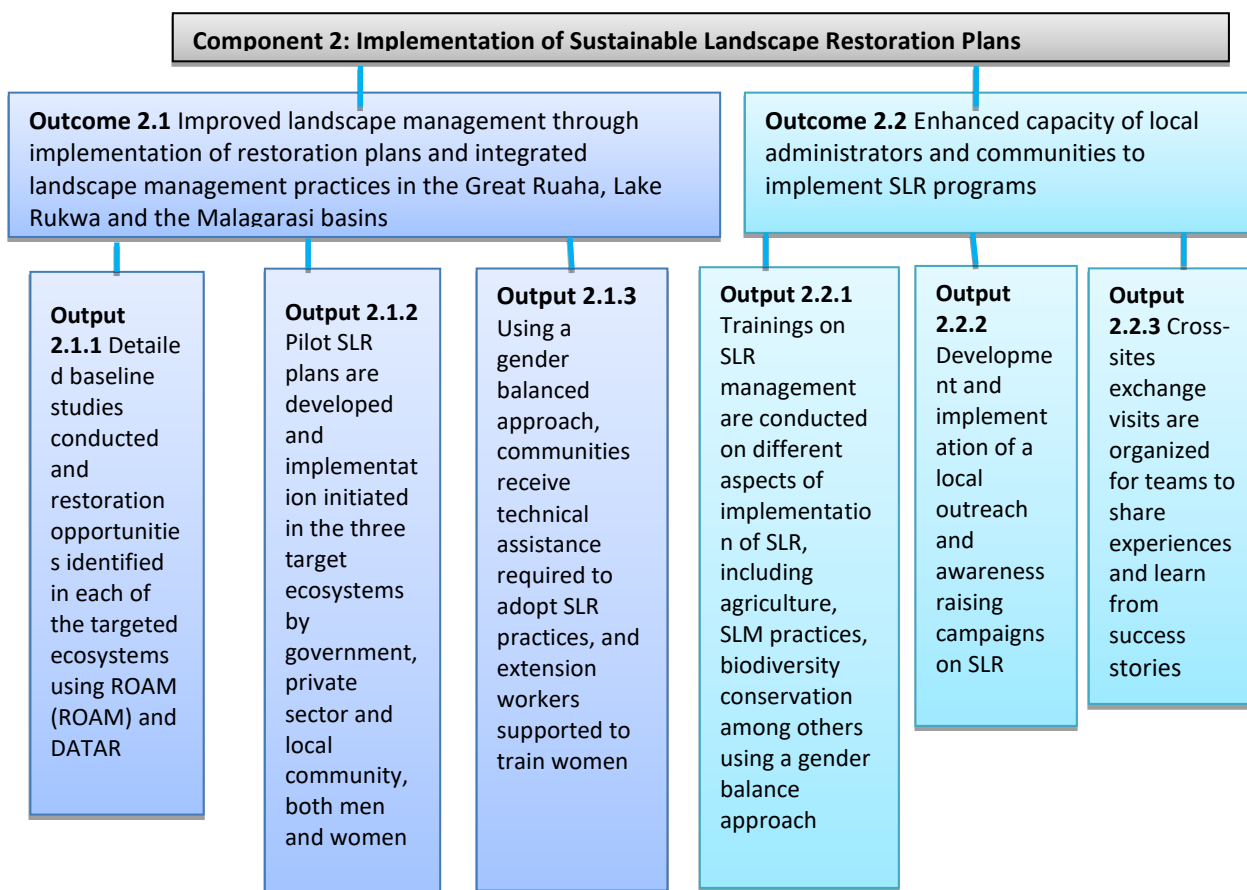 Component 2: Implementation of Sustainable Landscape Restoration Plans
Outcome 2.1 Improved landscape management through
implementation of restoration plans and integrated
landscape management practices in the Great Ruaha, Lake
Rukwa and the Malagarasi basins
Outcome 2.2 Enhanced capacity of local
administrators and communities to
implement SLR programs
Output
2.1.1 Detaile
d baseline
studies
conducted
and
restoration
opportunitie
s identified
in each of
the targeted
ecosystems
using ROAM
(ROAM) and
DATAR
Output 2.1.2
Pilot SLR
plans are
developed
and
implementat
ion initiated
in the three
target
ecosystems
by
government,
private
sector and
local
community,
both men
and women
Output 2.1.3
Using a
gender
balanced
approach,
communities
receive
technical
assistance
required to
adopt SLR
practices, and
extension
workers
supported to
train women
Output 2.2.1
Trainings on
SLR
management
are conducted
on different
aspects of
implementatio
n of SLR,
including
agriculture,
SLM practices,
biodiversity
conservation
among others
using a gender
balance
approach
Output
2.2.2
Developme
nt and
implement
ation of a
local
outreach
and
awareness
raising
campaigns
on SLR
Output
2.2.3 Cross-
sites
exchange
visits are
organized
for teams to
share
experiences
and learn
from
success
stories